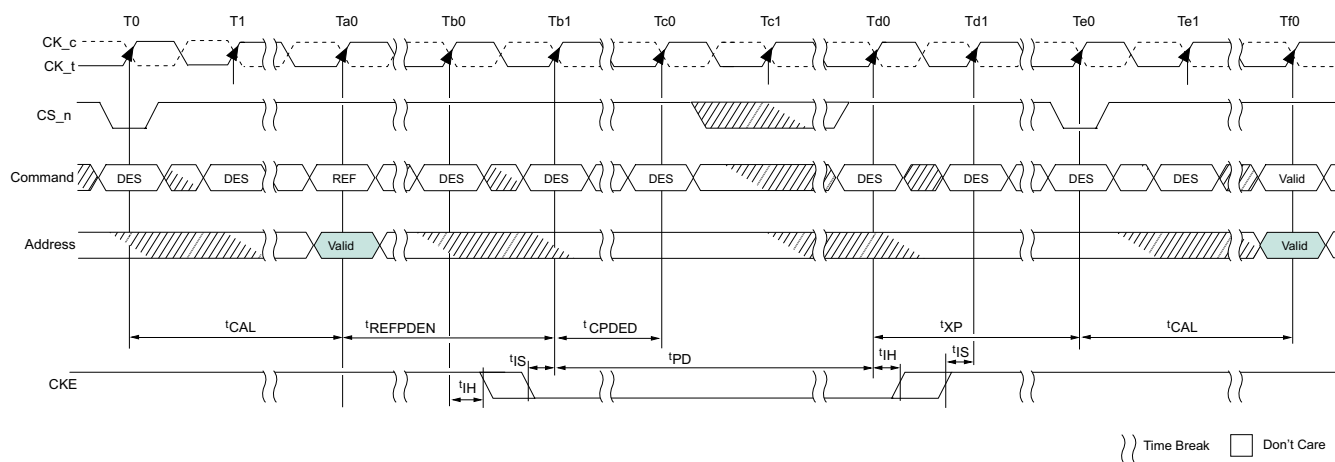 T0 T1 Ta0 Tb0 Tb1 Tc0 Tc1 Td0 Td1 Te0 Te1 Tf0
CK_c
CK_t
CS_n
Command DES DES REF DES DES DES DES DES DES DES Valid
Address Valid Valid
tCAL tREFPDEN tCPDED tXP tCAL
tIS tPD tIH tIS
CKE tIH
Time Break Don't Care